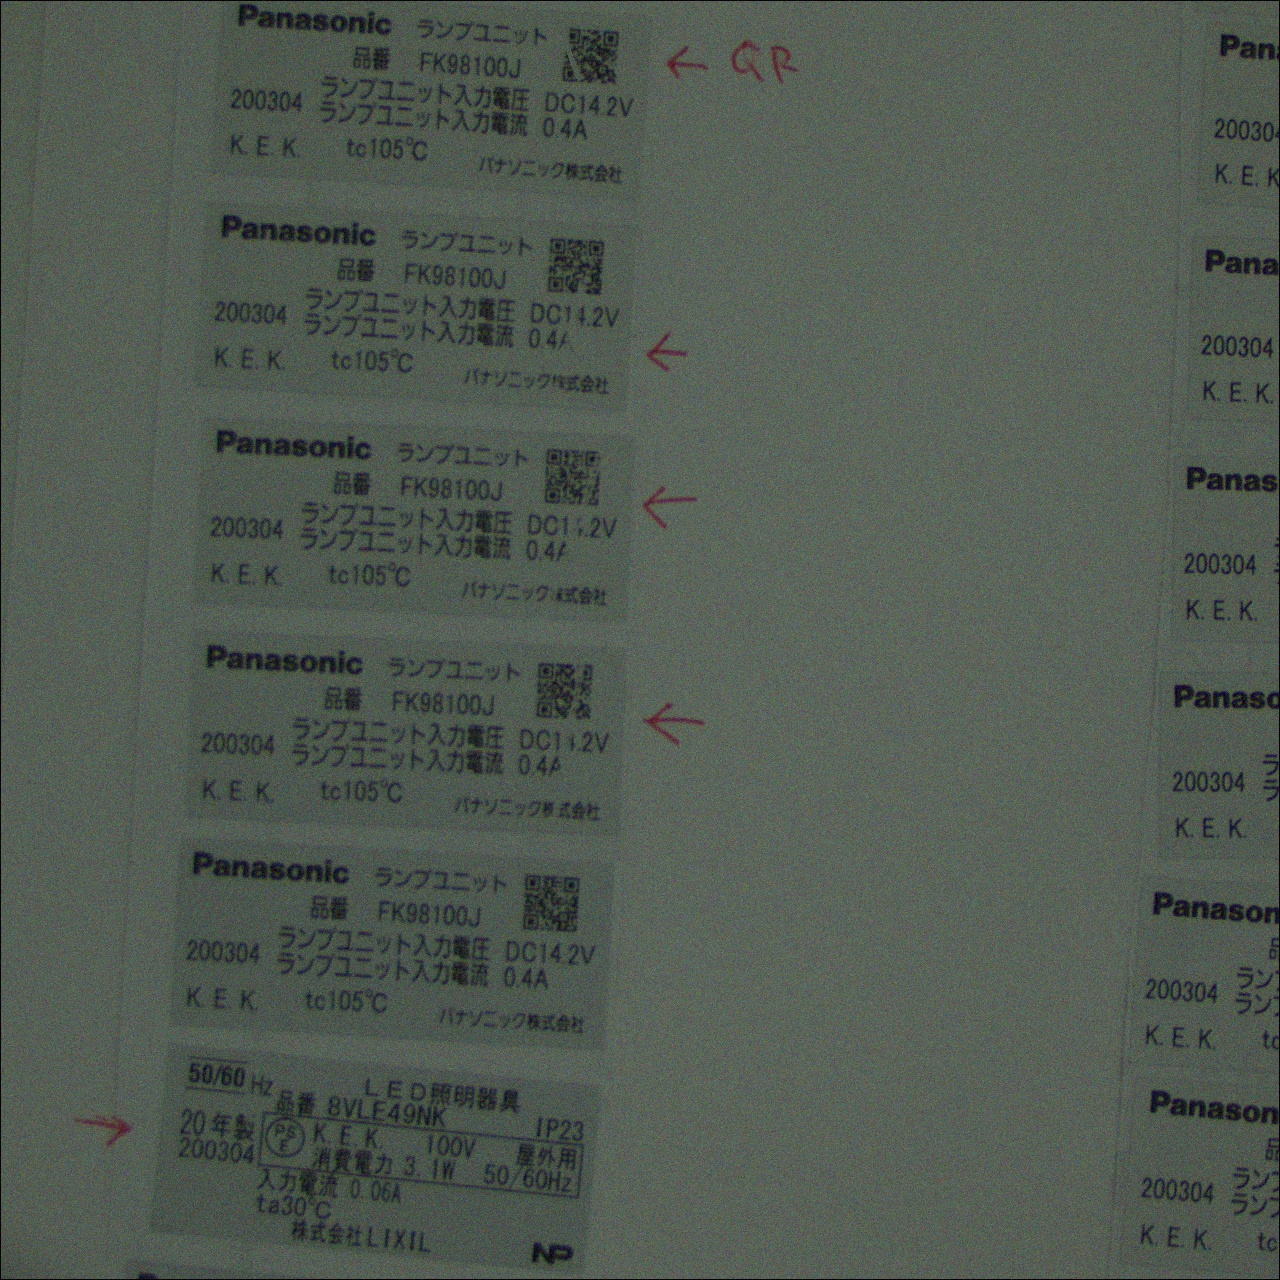 Panasonic ランプユニット
品番 FK98100J
200304 ランプユニット入力電圧 DC14.2V
ランプユニット入力電流 0.4A
K.E.K. tc105℃
パナソニック株式会社
← QR
Panasonic ランプユニット
品番 FK98100J
200304 ランプユニット入力電圧 DC14.2V
ランプユニット入力電流 0.4A
K.E.K. tc105℃
パナソニック株式会社
Panasonic ランプユニット
品番 FK98100J
200304 ランプユニット入力電圧 DC1 .2V
ランプユニット入力電流 0.4A
K.E.K. tc105℃
パナソニック 式会社
Panasonic ランプユニット
品番 FK98100J
200304 ランプユニット入力電圧 DC1 .2V
ランプユニット入力電流 0.4A
K.E.K. tc105℃
パナソニック株式会社
Panasonic ランプユニット
品番 FK98100J
200304 ランプユニット入力電圧 DC14.2V
ランプユニット入力電流 0.4A
K.E.K. tc105℃
パナソニック株式会社
50/60 Hz LED照明器具
品番 8VLE49NK IP23
20年製 PSE K.E.K. 100V 屋外用
200304 消費電力 3.1W 50/60Hz
入力電流 0.06A
ta30℃
株式会社LIXIL NP
Pan
20030
K.E.K
Pana
200304
K.E.K.
Panas
200304
K.E.K.
Panaso
200304 ラ
ラ
K.E.K.
Panason
品
200304 ラン
ラン
K.E.K. tc
Panason
品
200304 ラン
ラン
K.E.K. tc